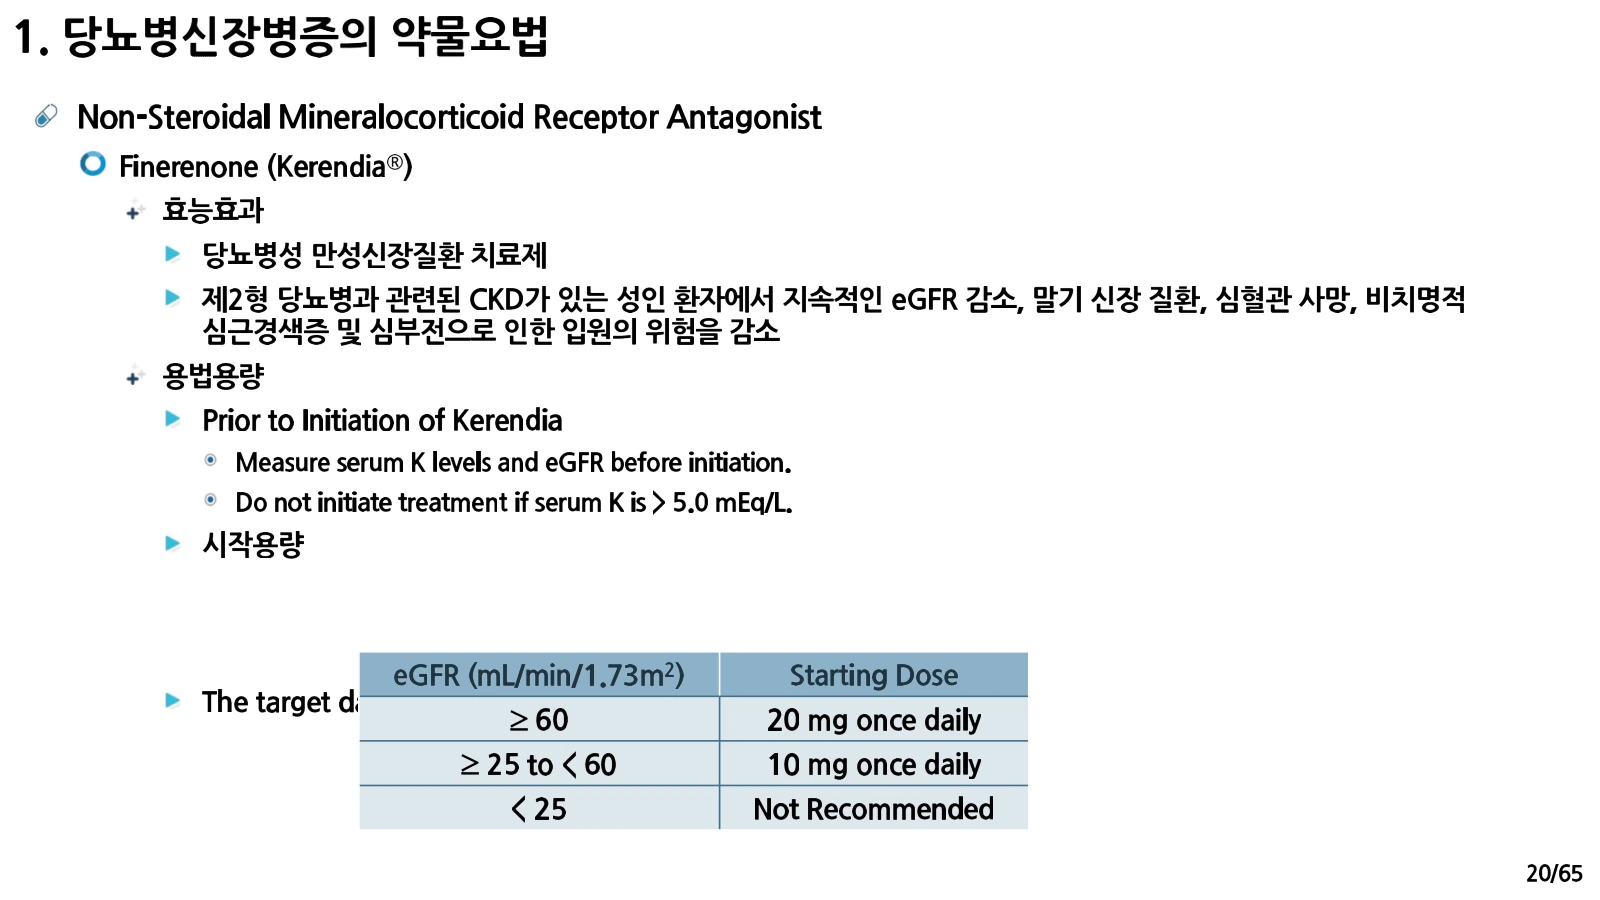 1. 당뇨병신장병증의 약물요법
Non-Steroidal Mineralocorticoid Receptor Antagonist
Finerenone (Kerendia®)
효능효과
당뇨병성 만성신장질환 치료제
제2형 당뇨병과 관련된 CKD가 있는 성인 환자에서 지속적인 eGFR 감소, 말기 신장 질환, 심혈관 사망, 비치명적
심근경색증 및 심부전으로 인한 입원의 위험을 감소
용법용량
Prior to Initiation of Kerendia
Measure serum K levels and eGFR before initiation.
Do not initiate treatment if serum K is > 5.0 mEq/L.
시작용량
eGFR (mL/min/1.73m²) Starting Dose
The target
≥ 60 20 mg once daily
≥ 25 to < 60 10 mg once daily
< 25 Not Recommended
20/65